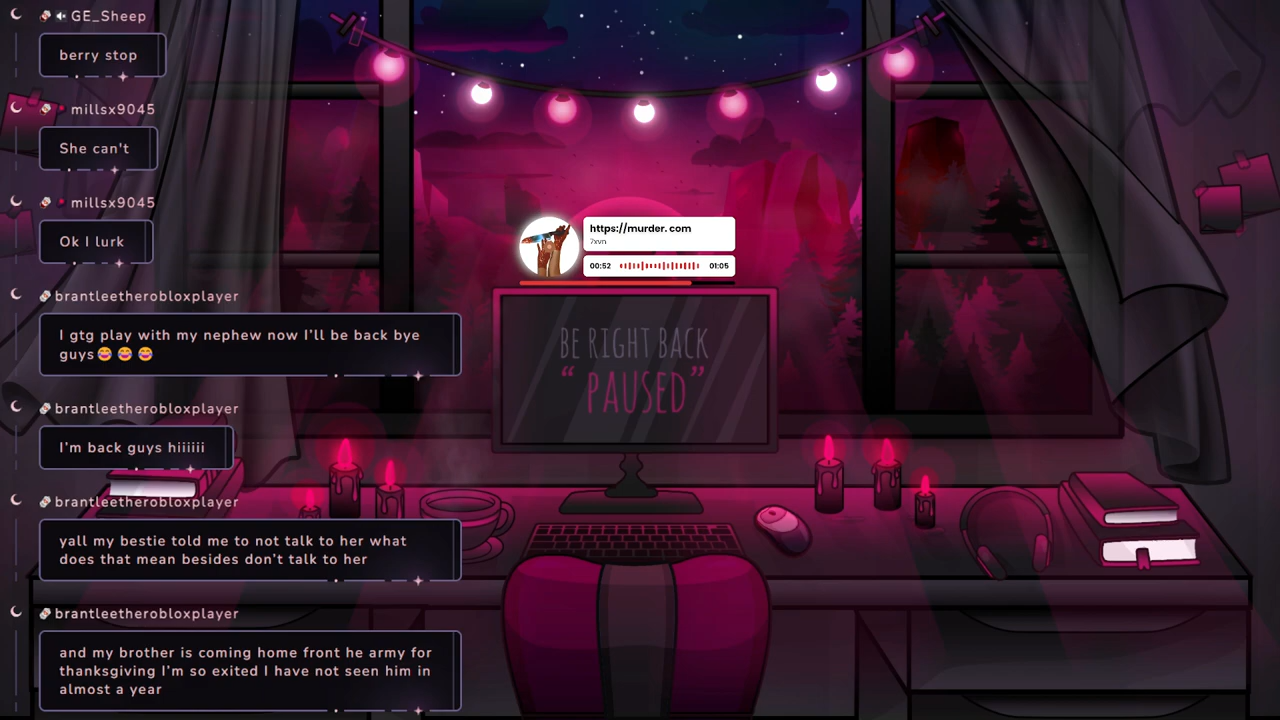 GE_Sheep
berry stop
millsx9045
She can't
millsx9045
Ok I lurk
brantleetherobloxplayer
I gtg play with my nephew now I'll be back bye
guys😂 😂 😂
brantleetherobloxplayer
I'm back guys hiiiiii
brantleetherobloxplayer
yall my bestie told me to not talk to her what
does that mean besides don't talk to her
brantleetherobloxplayer
and my brother is coming home front he army for
thanksgiving I'm so exited I have not seen him in
almost a year
https://murder. com
7xvn
00:52 01:05
BE RIGHT BACK
“ PAUSED”